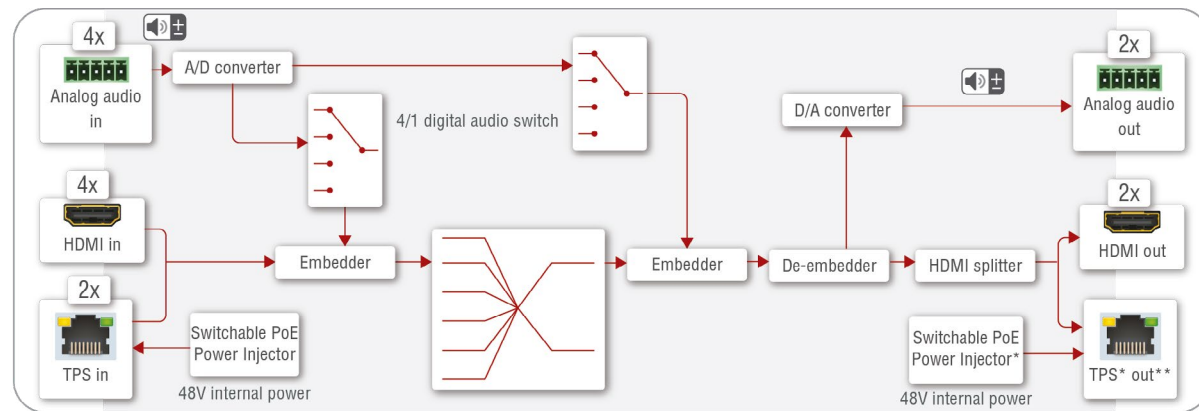 4x
Analog audio
in
A/D converter
4/1 digital audio switch
D/A converter
2x
Analog audio
out
4x
HDMI in
2x
TPS in
Switchable PoE
Power Injector
48V internal power
Embedder
Embedder
De-embedder
HDMI splitter
2x
HDMI out
Switchable PoE
Power Injector*
48V internal power
TPS* out**